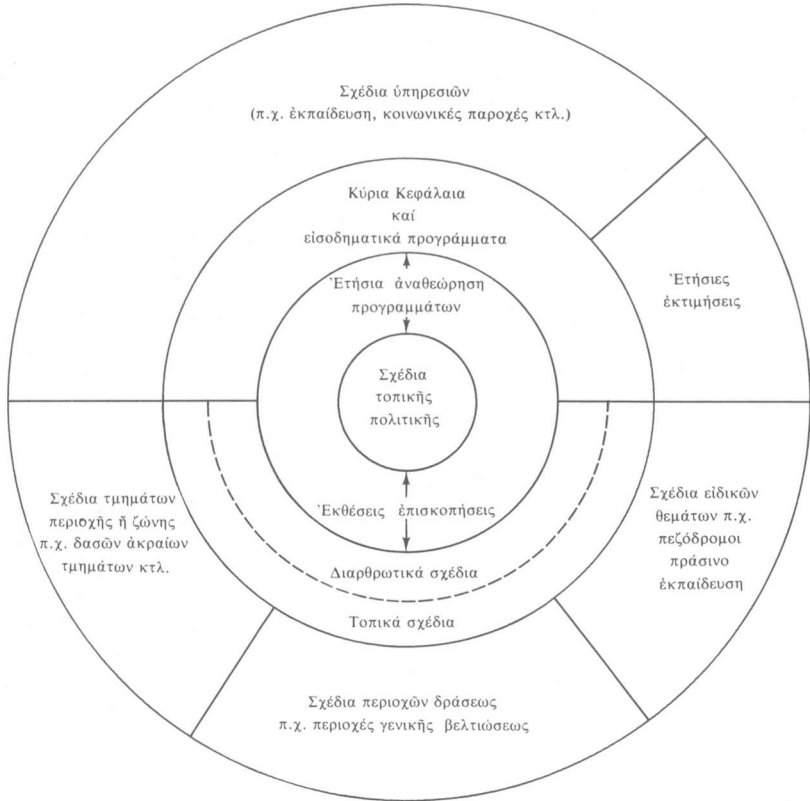 Σχέδια ὑπηρεσιῶν
(π.χ. ἐκπαίδευση, κοινωνικές παροχές κτλ.)
Κύρια Κεφάλαια
καί
εἰσοδηματικά προγράμματα
Ἐτήσια ἀναθεώρηση
προγραμμάτων
Ἐτήσιες
ἐκτιμήσεις
Σχέδια
τοπικῆς
πολιτικῆς
Σχέδια τμημάτων
περιοχῆς ἤ ζώνης
π.χ. δασῶν ἀκραίων
τμημάτων κτλ.
Ἐκθέσεις ἐπισκοπήσεις
Σχέδια εἰδικῶν
θεμάτων π.χ.
πεζόδρομοι
πράσινο
ἐκπαίδευση
Διαρθρωτικά σχέδια
Τοπικά σχέδια
Σχέδια περιοχῶν δράσεως
π.χ. περιοχές γενικῆς βελτιώσεως